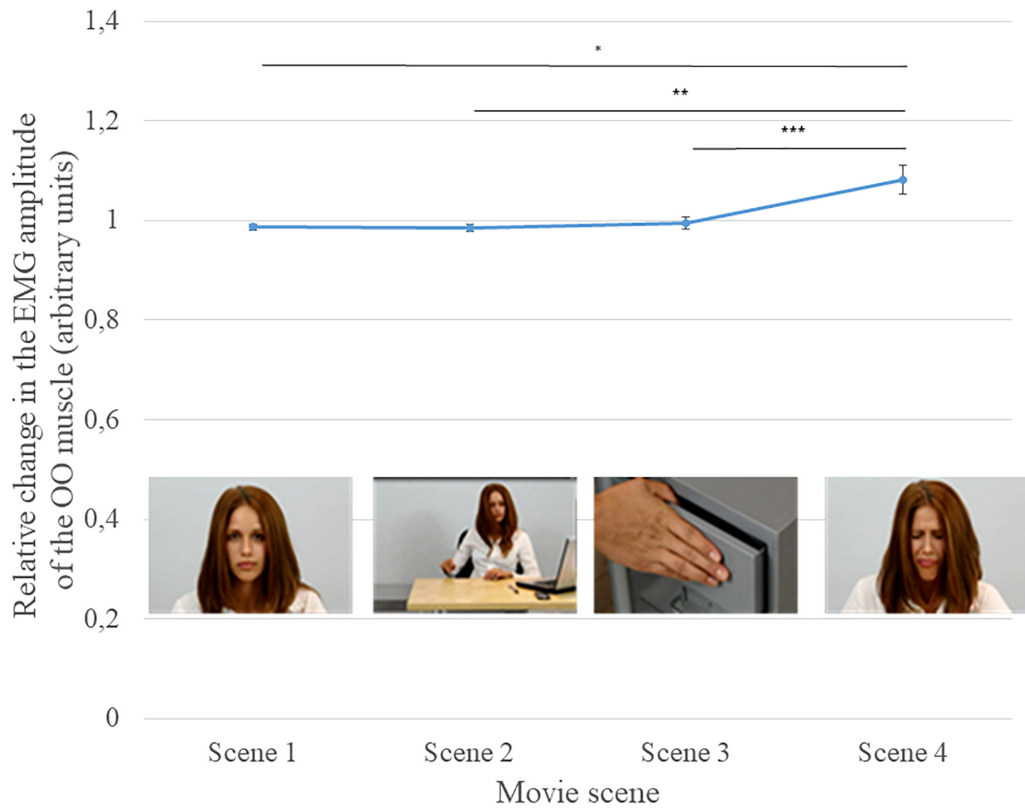 1,4
1,2
1
0,8
0,6
0,4
0,2
0
*
**
***
Relative change in the EMG amplitude
of the OO muscle (arbitrary units)
Scene 1
Scene 2
Scene 3
Scene 4
Movie scene